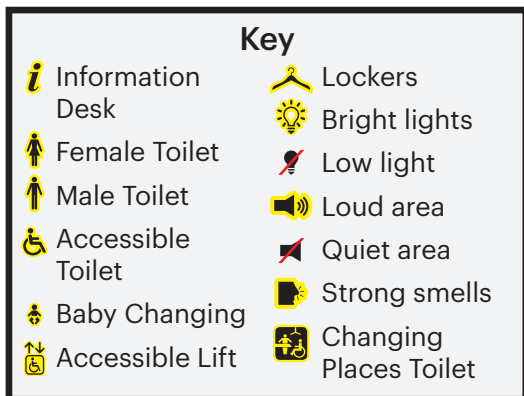 Key
Information
Desk
Female Toilet
Male Toilet
Accessible
Toilet
Baby Changing
Accessible Lift
Lockers
Bright lights
Low light
Loud area
Quiet area
Strong smells
Changing
Places Toilet